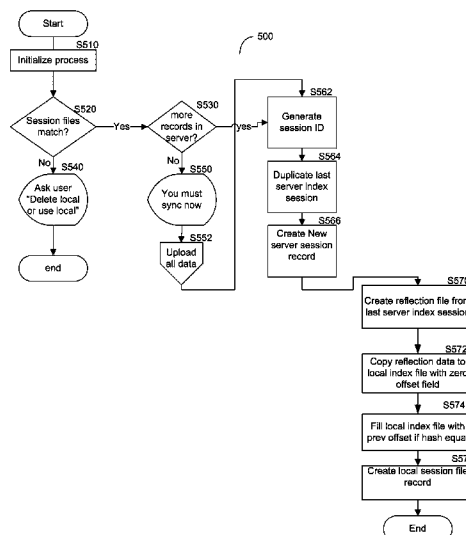 Start
S510
Initialize process
500
S520
Session files
match?
Yes
No
S530
more
records in
server?
yes
No
S540
Ask user
"Delete local
or use local"
end
S550
You must
sync now
S552
Upload
all data
S562
Generate
session ID
S564
Duplicate last
server index
session
S566
Create New
server session
record
Create reflection file from
last server index session
S572
Copy reflection data to
local index file with zero
offset field
S574
Fill local index file with
prev offset if hash equal
Create local session file
record
End